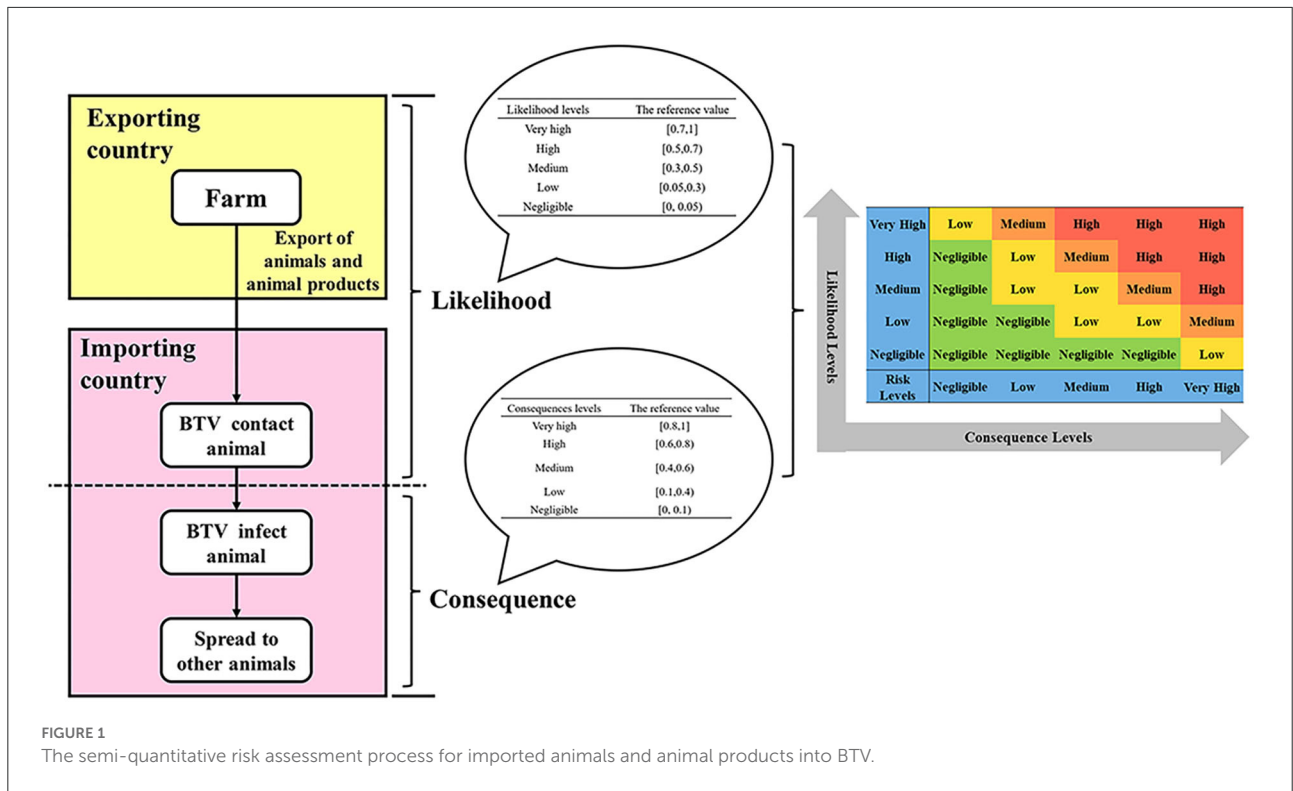 Exporting
country
Farm
Export of
animals and
animal products
Importing
country
BTV contact
animal
BTV infect
animal
Spread to
other animals
Likelihood
Consequence
Likelihood levels The reference value
Very high [0.7,1]
High [0.5,0.7)
Medium [0.3,0.5)
Low [0.05,0.3)
Negligible [0, 0.05)
Consequences levels The reference value
Very high [0.8,1]
High [0.6,0.8)
Medium [0.4,0.6)
Low [0.1,0.4)
Negligible [0, 0.1)
Likelihood Levels
Very High Low Medium High High High
High Negligible Low Medium High High
Medium Negligible Low Low Medium High
Low Negligible Negligible Low Low Medium
Negligible Negligible Negligible Negligible Negligible Low
Risk
Levels Negligible Low Medium High Very High
Consequence Levels
FIGURE 1
The semi-quantitative risk assessment process for imported animals and animal products into BTV.